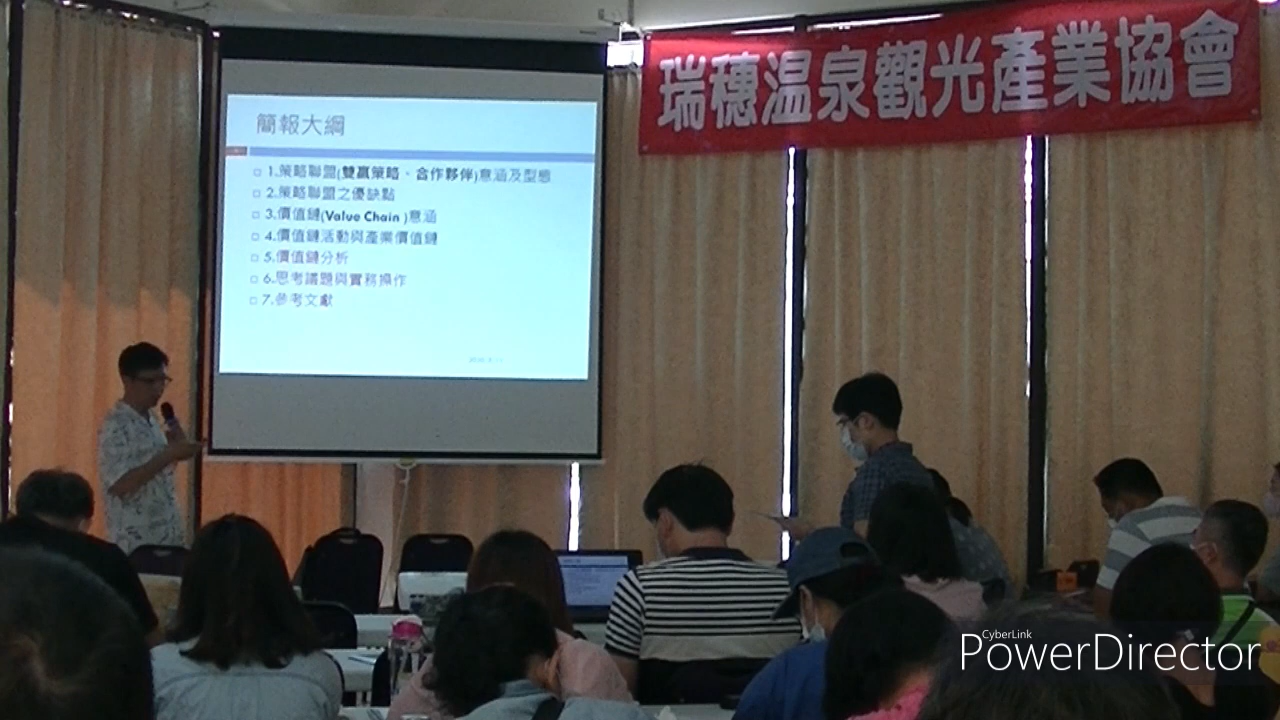 瑞穗温泉觀光產業協會
簡報大綱
1.策略聯盟(雙贏策略、合作夥伴)意涵及型態
2.策略聯盟之優缺點
3.價值鏈(Value Chain )意涵
4.價值鏈活動與產業價值鏈
5.價值鏈分析
6.思考議題與實務操作
7.參考文獻
CyberLink
PowerDirector